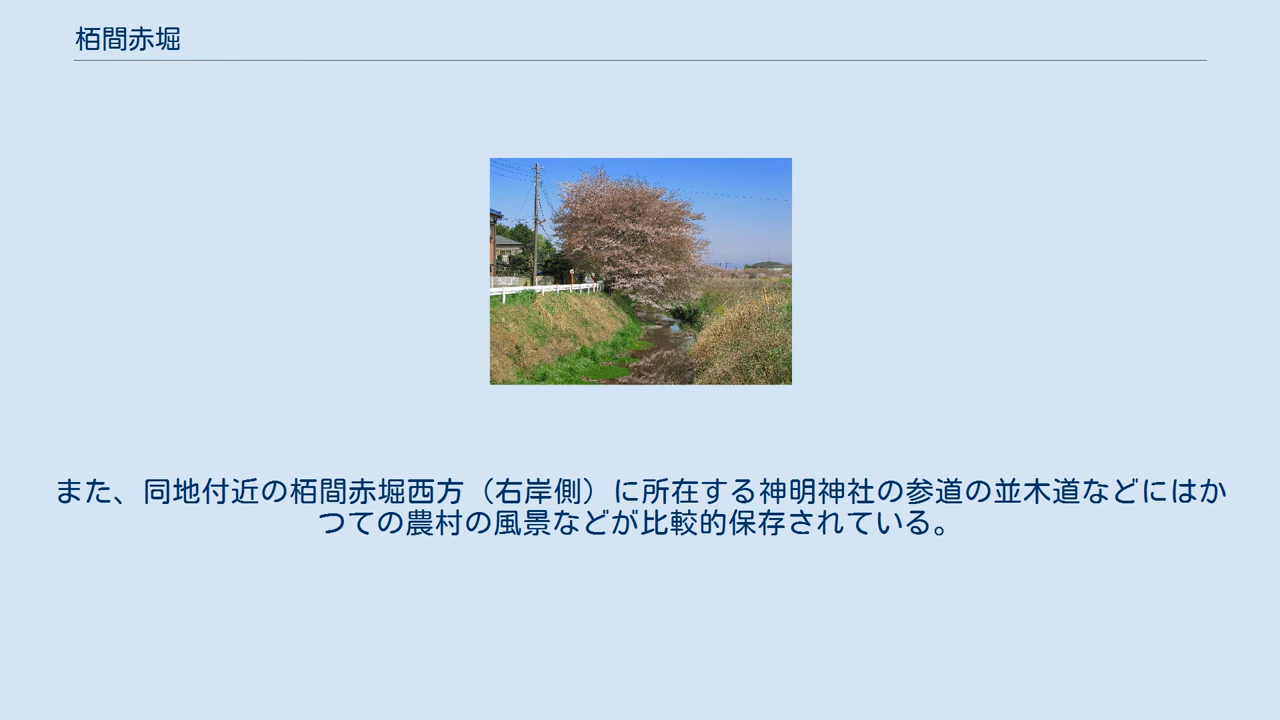 栢間赤堀
また、同地付近の栢間赤堀西方（右岸側）に所在する神明神社の参道の並木道などにはか
つての農村の風景などが比較的保存されている。